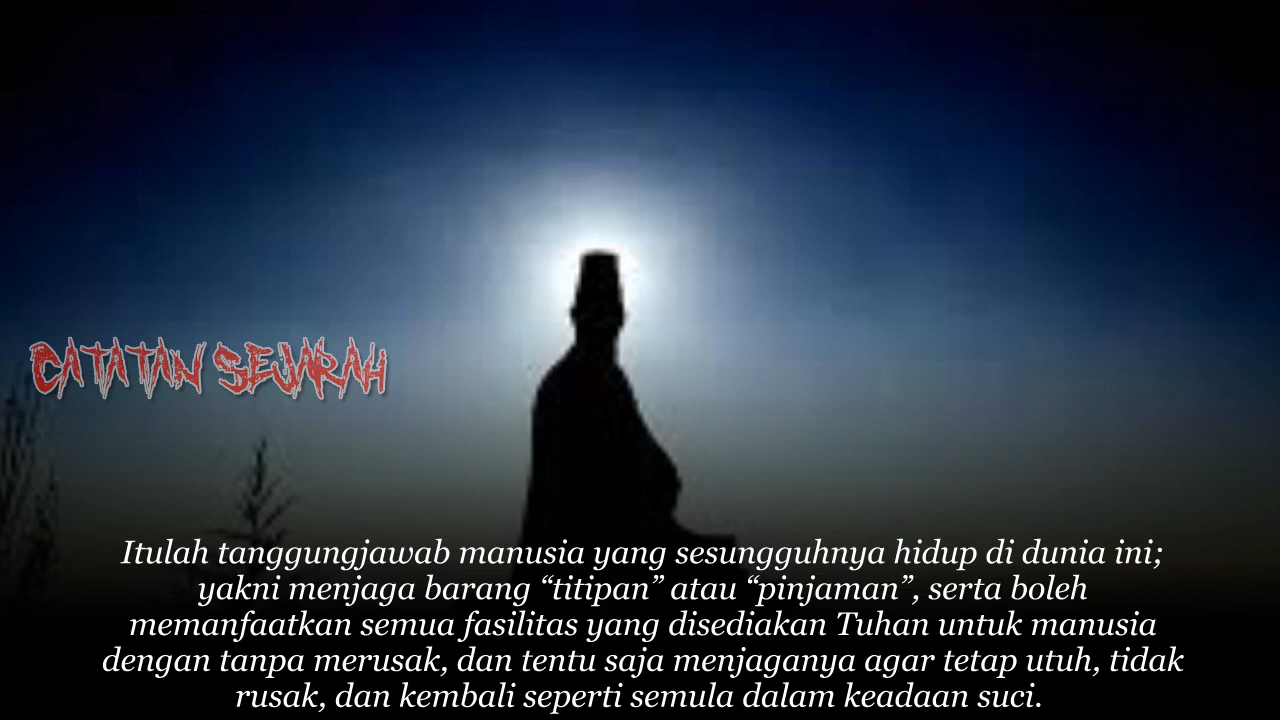 CATATAN SEJARAH
Itulah tanggungjawab manusia yang sesungguhnya hidup di dunia ini;
yakni menjaga barang “titipan” atau “pinjaman”, serta boleh
memanfaatkan semua fasilitas yang disediakan Tuhan untuk manusia
dengan tanpa merusak, dan tentu saja menjaganya agar tetap utuh, tidak
rusak, dan kembali seperti semula dalam keadaan suci.